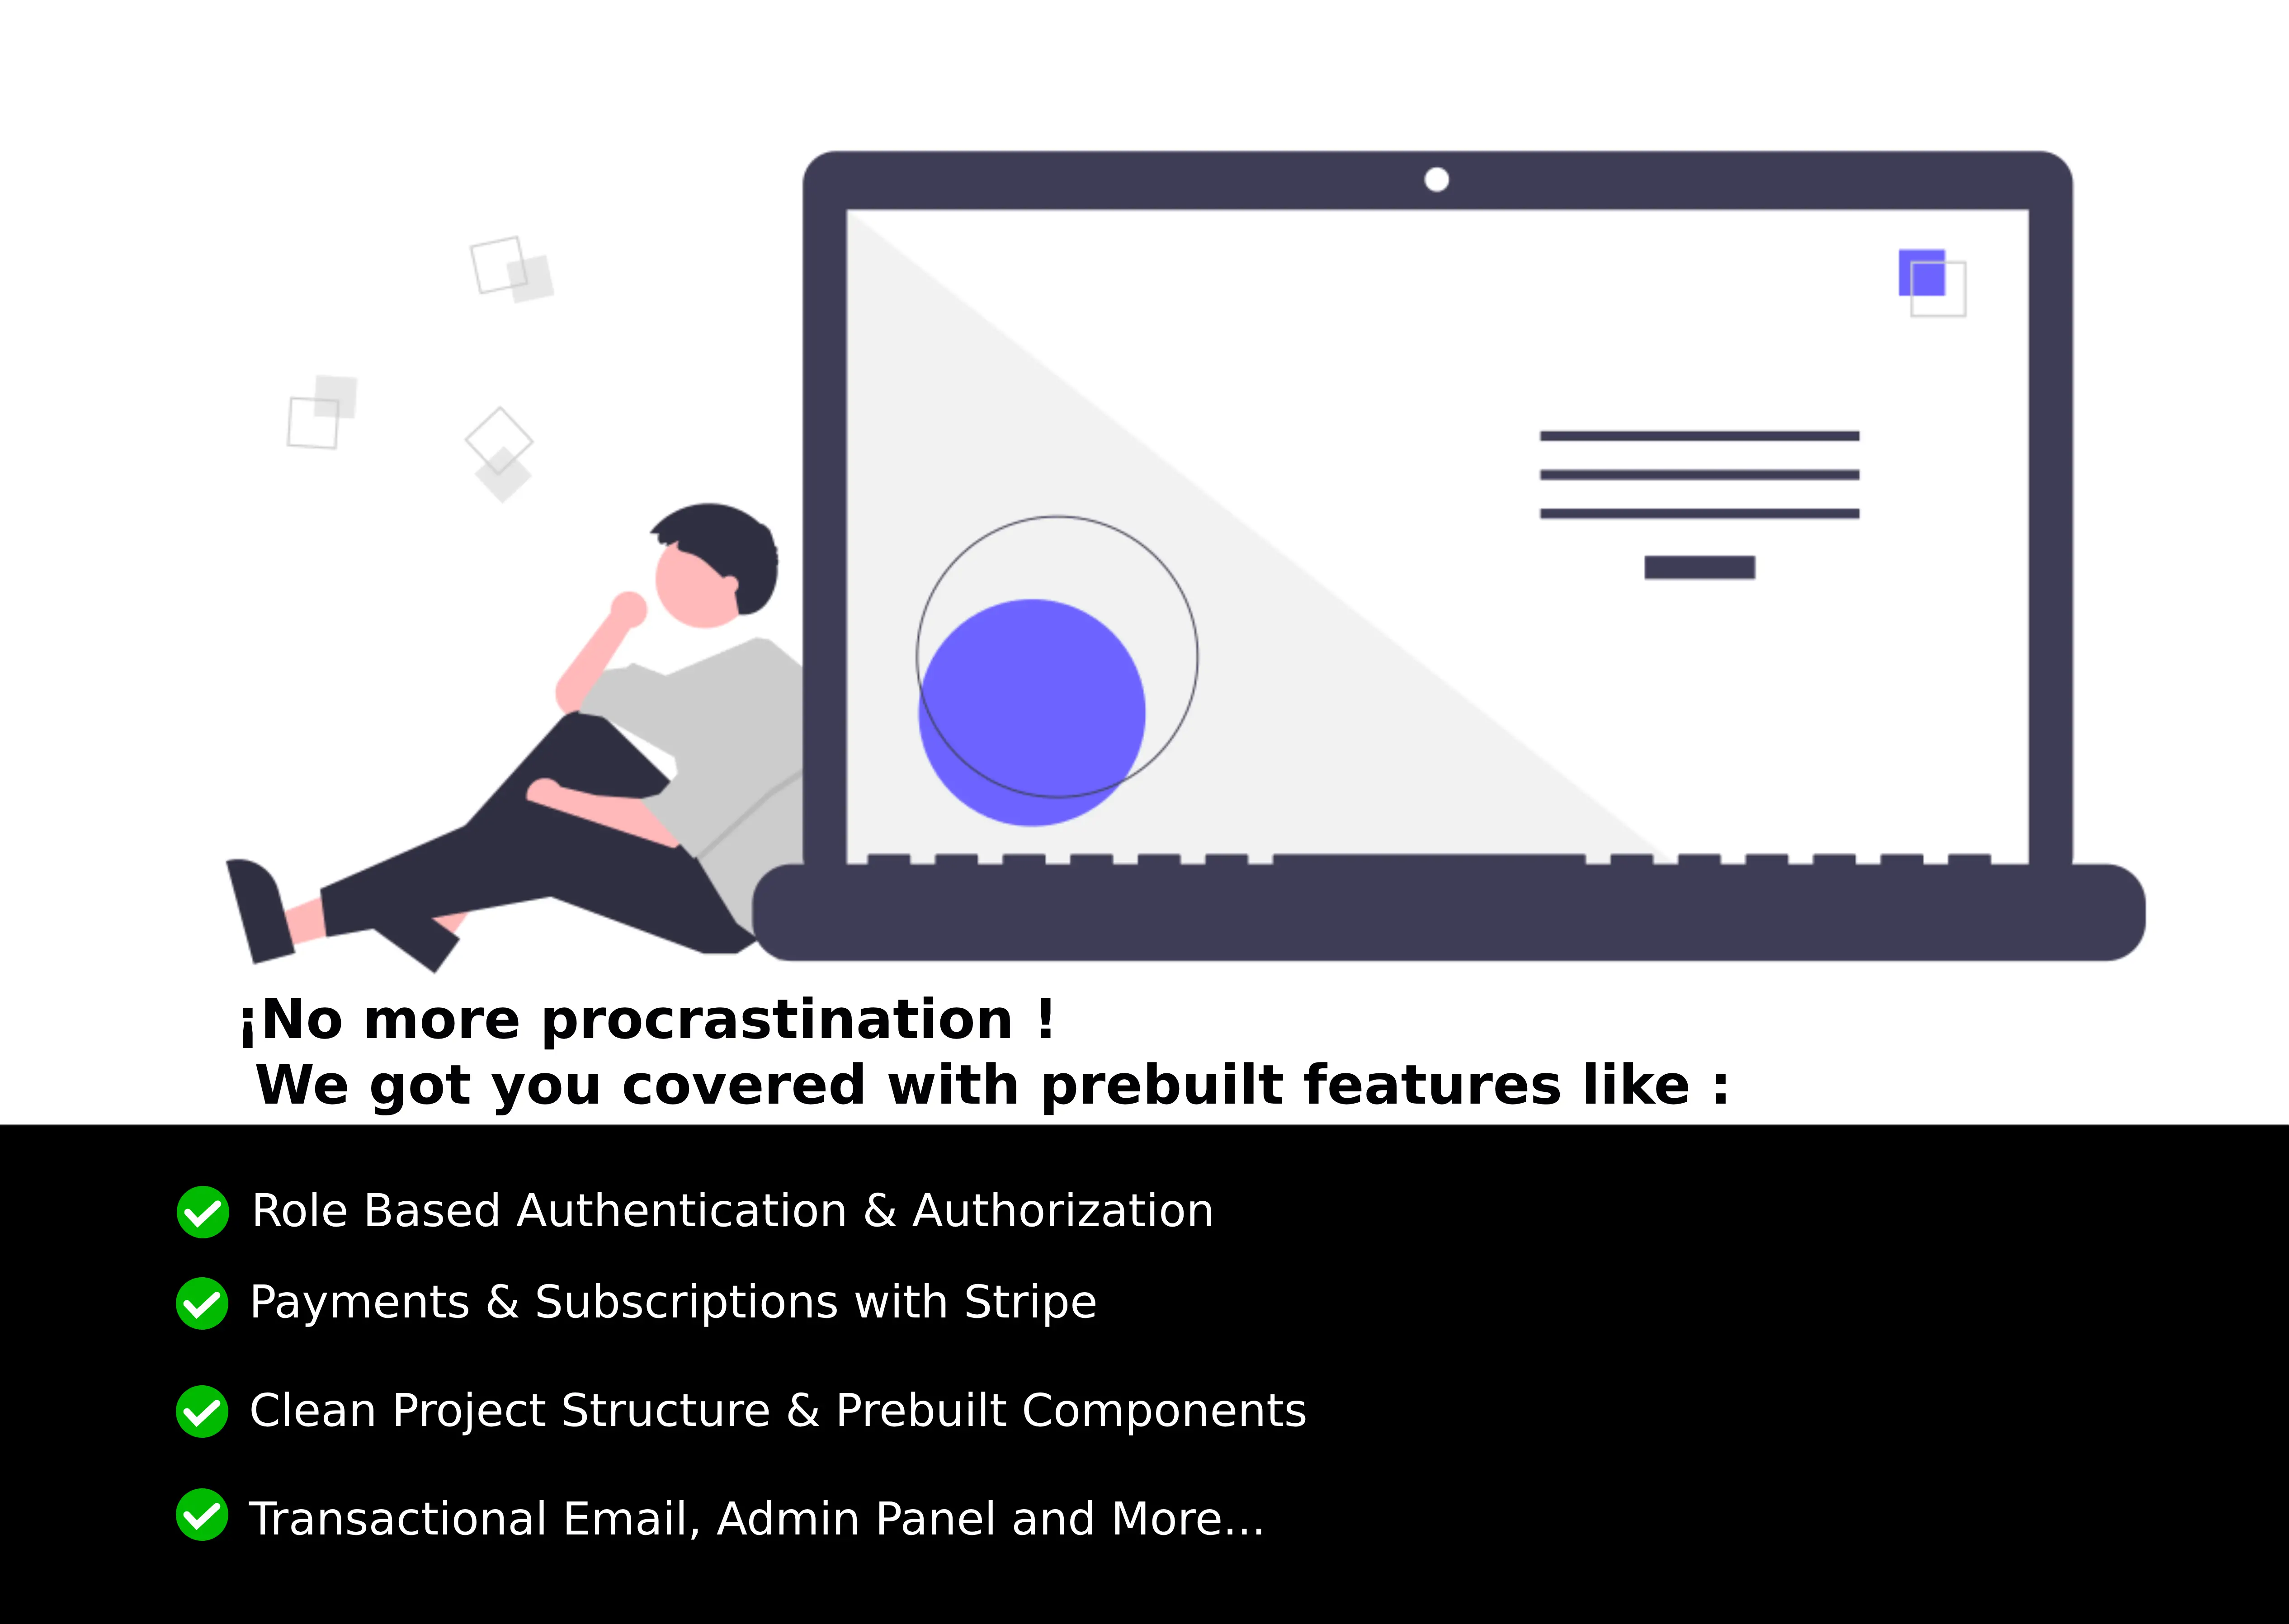 ¡No more procrastination !
We got you covered with prebuilt features like :
Role Based Authentication & Authorization
Payments & Subscriptions with Stripe
Clean Project Structure & Prebuilt Components
Transactional Email, Admin Panel and More...